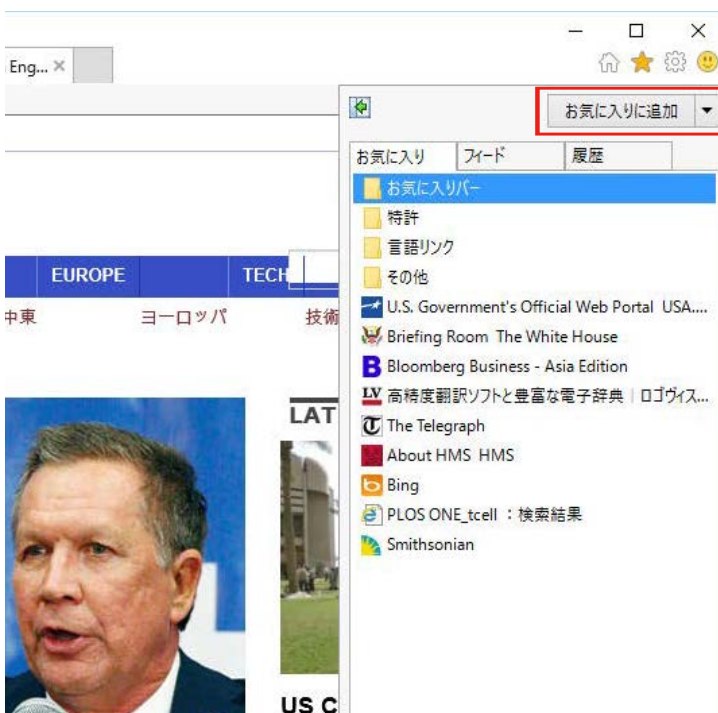 Eng...
お気に入りに追加
お気に入り フィード 履歴
お気に入りバー
特許
言語リンク
その他
U.S. Government's Official Web Portal USA....
Briefing Room The White House
Bloomberg Business - Asia Edition
LV 高精度翻訳ソフトと豊富な電子辞典｜ロゴヴィス...
The Telegraph
About HMS HMS
Bing
PLOS ONE_tcell ：検索結果
Smithsonian
EUROPE TECH
中東 ヨーロッパ 技術
LAT
US C